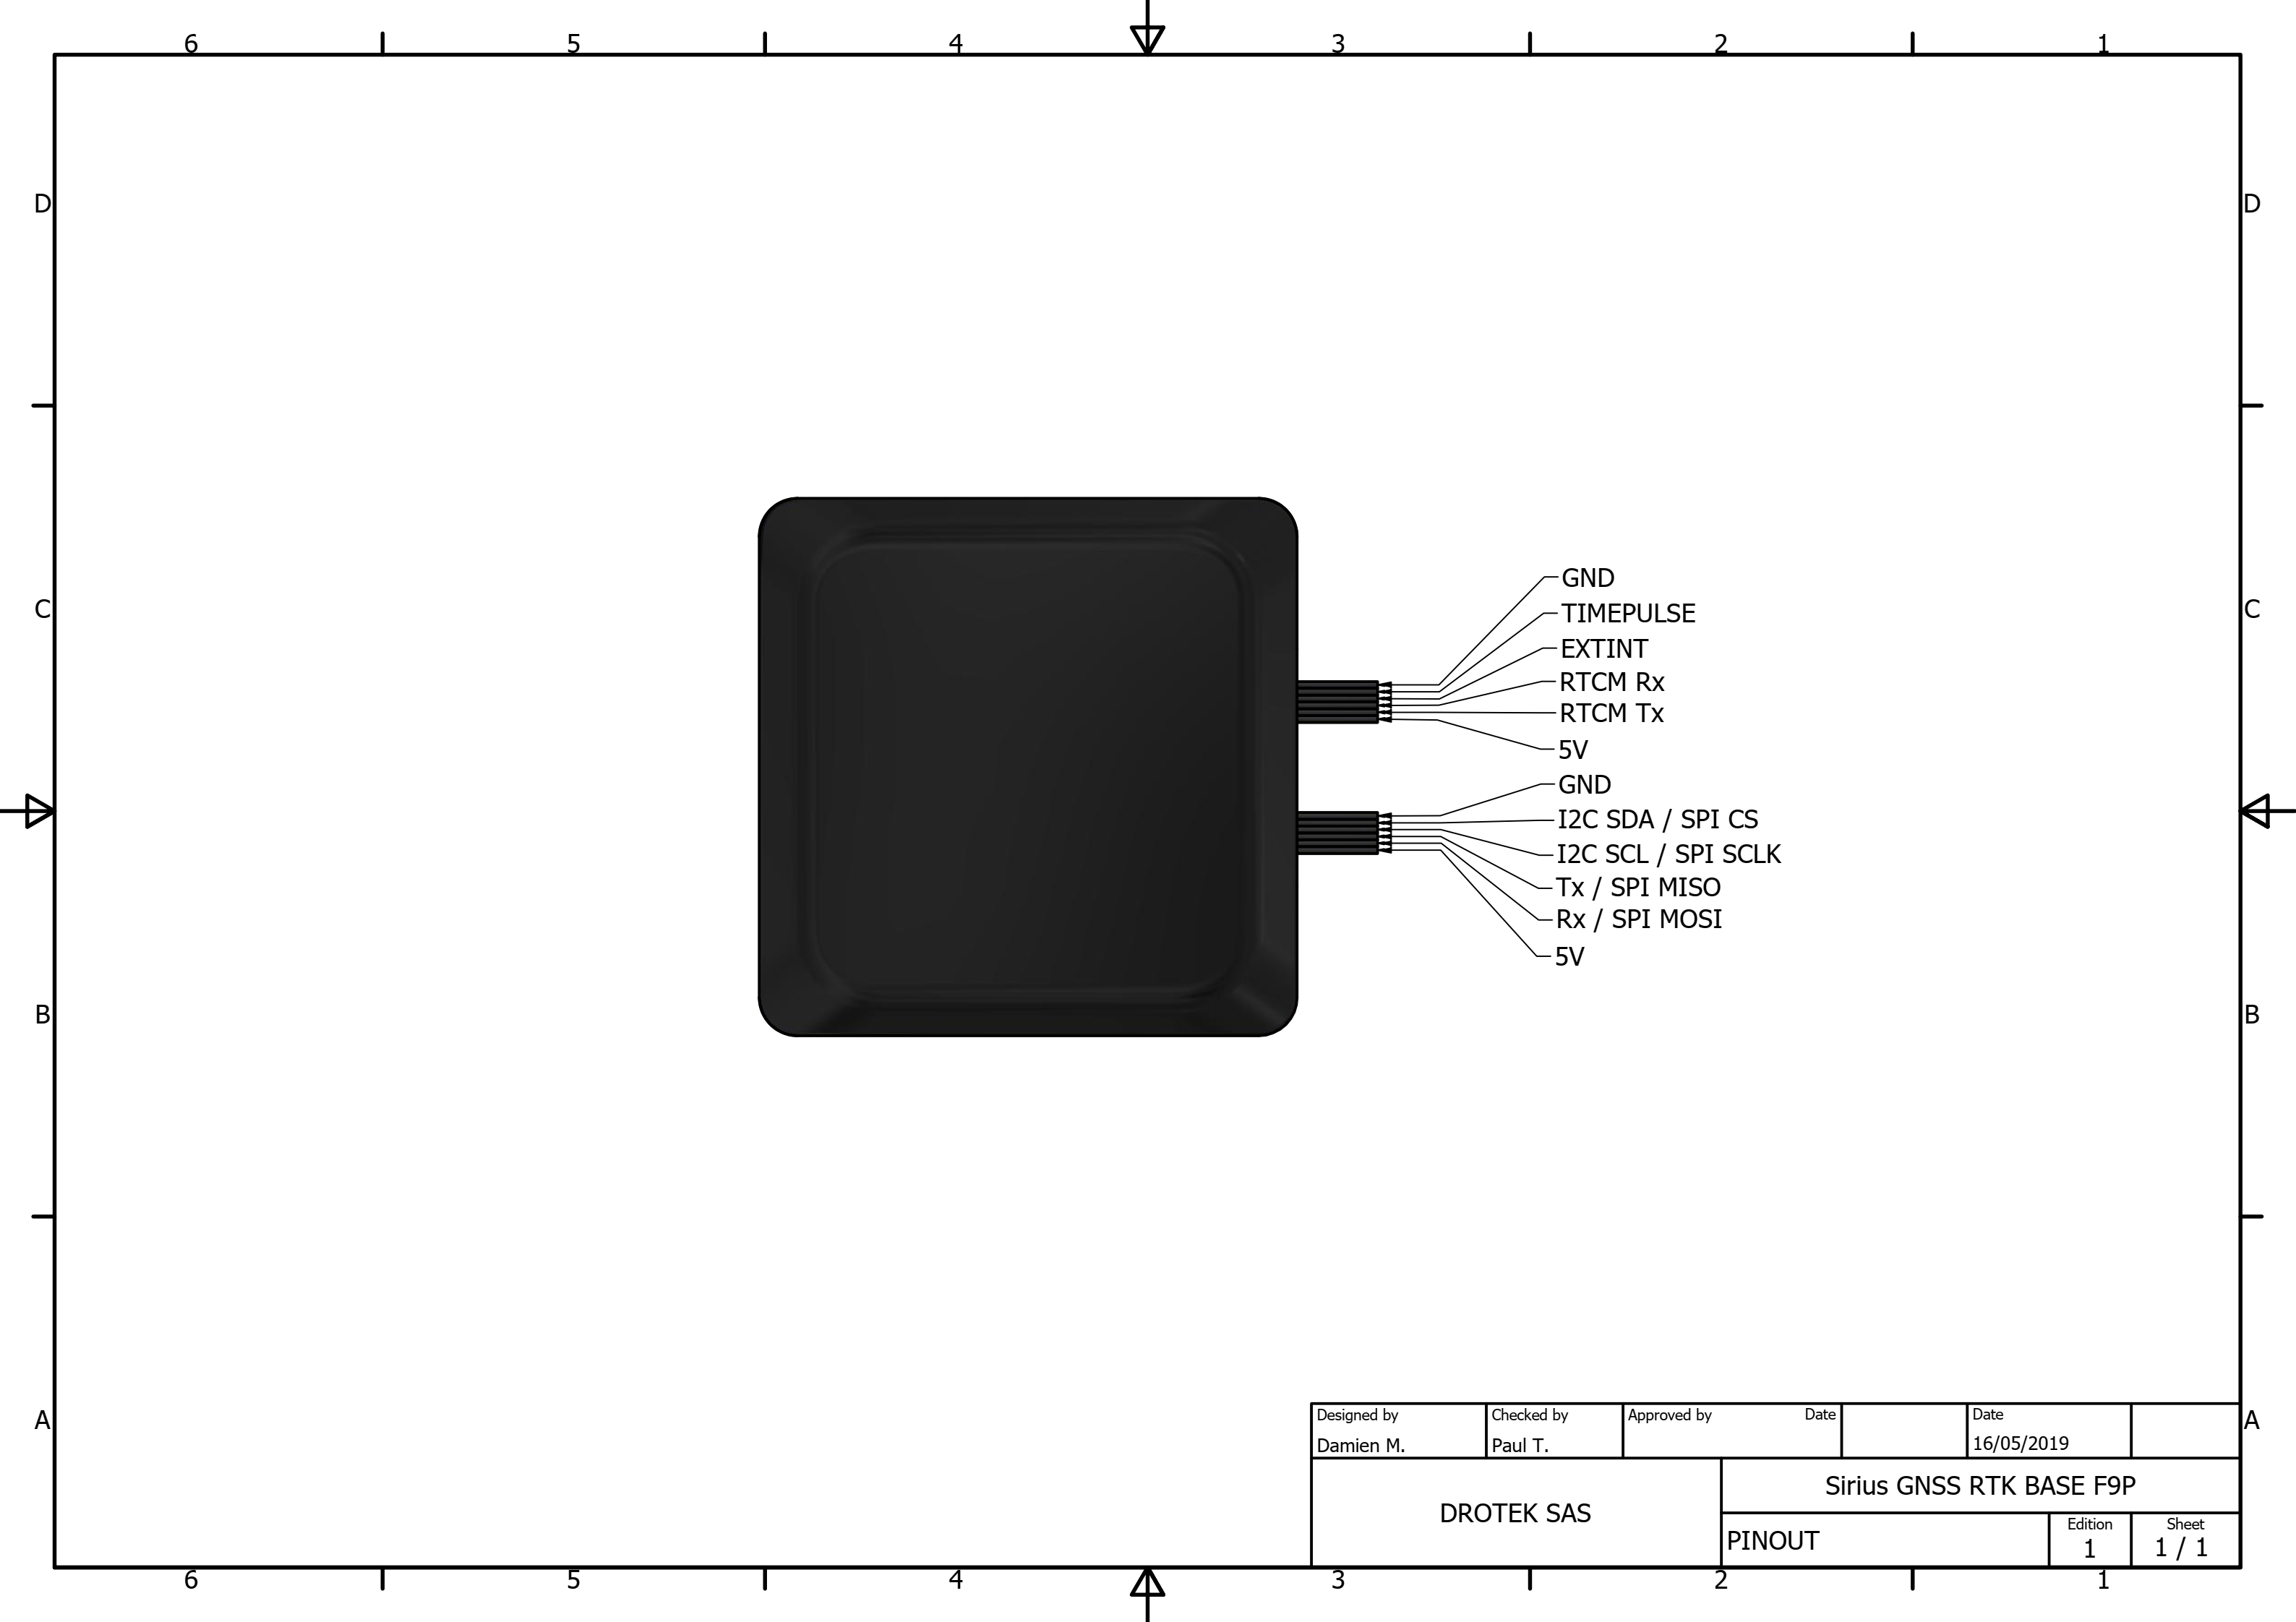 6 5 4 3 2 1
D D
C C
B B
A A
GND
TIMEPULSE
EXTINT
RTCM Rx
RTCM Tx
5V
GND
I2C SDA / SPI CS
I2C SCL / SPI SCLK
Tx / SPI MISO
Rx / SPI MOSI
5V
Designed by Checked by Approved by Date Date
Damien M. Paul T. 16/05/2019
DROTEK SAS
Sirius GNSS RTK BASE F9P
PINOUT
Edition
1
Sheet
1 / 1
6 5 4 3 2 1